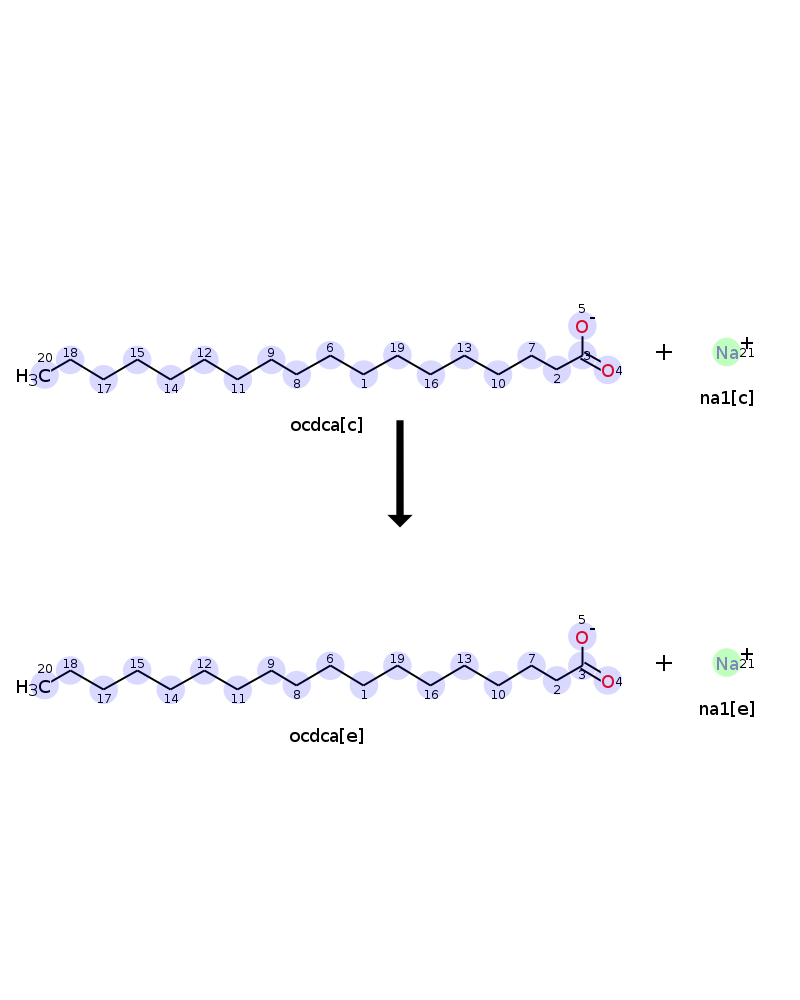 5
O -
20 18 15 12 9 6 19 13 7 3 + Na + 21
H3C 17 14 11 8 1 16 10 2 O 4
na1[c]
ocdca[c]
5
O -
20 18 15 12 9 6 19 13 7 3 + Na + 21
H3C 17 14 11 8 1 16 10 2 O 4
na1[e]
ocdca[e]